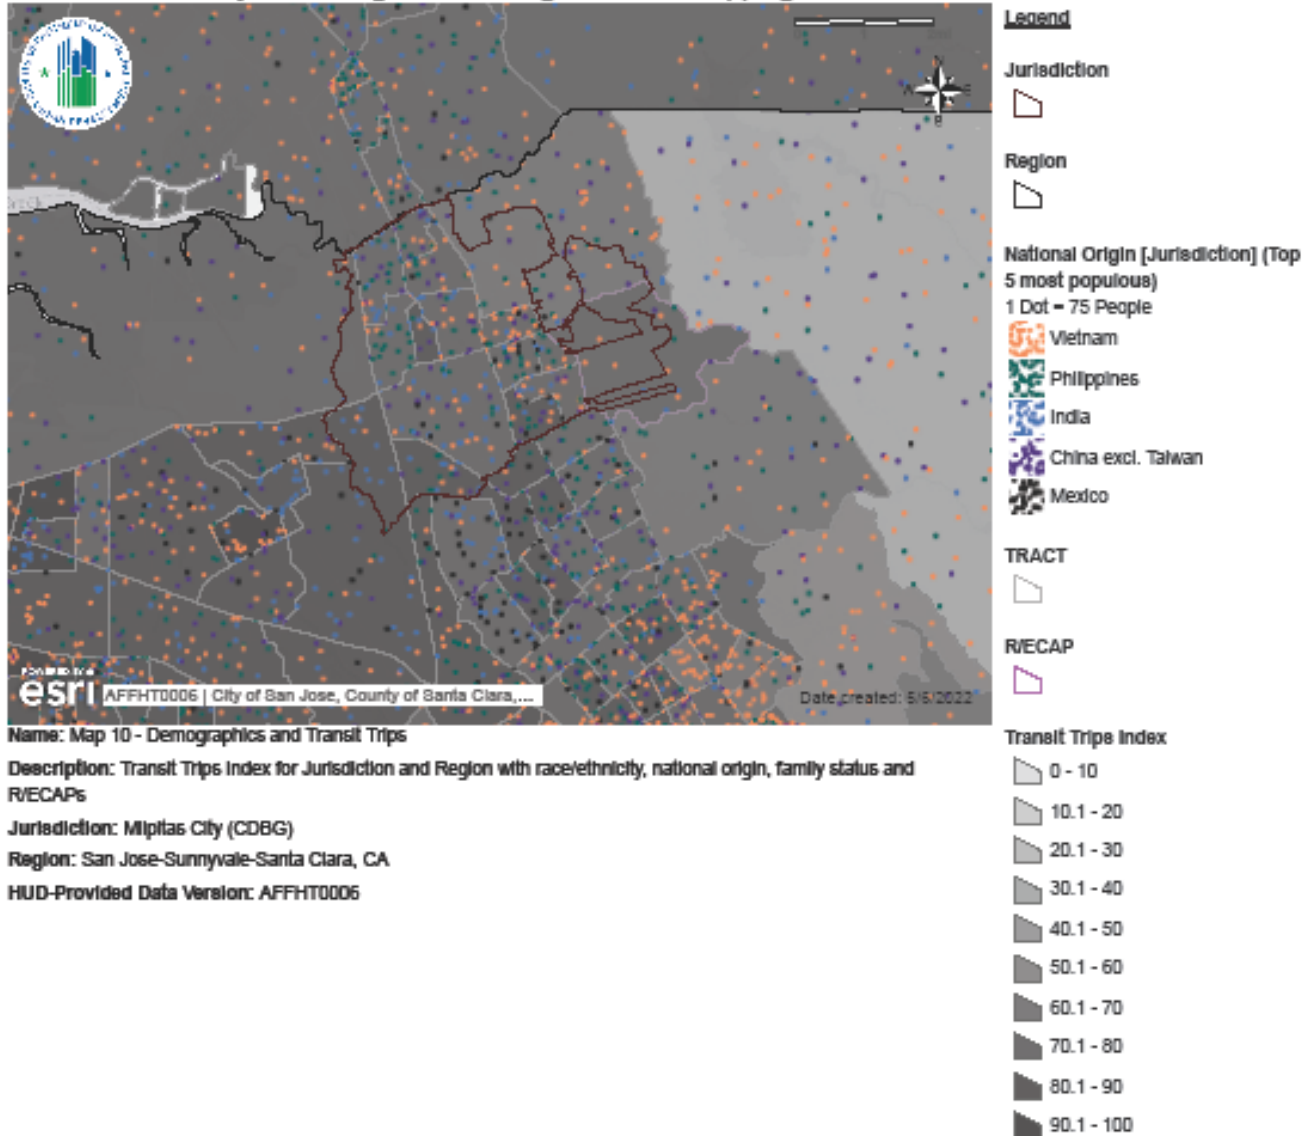 Legend
Jurisdiction
Region
National Origin [Jurisdiction] (Top
5 most populous)
1 Dot = 75 People
Vietnam
Philippines
India
China excl. Taiwan
Mexico
TRACT
R/ECAP
Transit Trips Index
0 - 10
10.1 - 20
20.1 - 30
30.1 - 40
40.1 - 50
50.1 - 60
60.1 - 70
70.1 - 80
80.1 - 90
90.1 - 100
esri
AFFHT0006 | City of San Jose, County of Santa Clara,...
Date created: 5/6/2022
Name: Map 10 - Demographics and Transit Trips
Description: Transit Trips Index for Jurisdiction and Region with race/ethnicity, national origin, family status and
R/ECAPs
Jurisdiction: Milpitas City (CDBG)
Region: San Jose-Sunnyvale-Santa Clara, CA
HUD-Provided Data Version: AFFHT0006